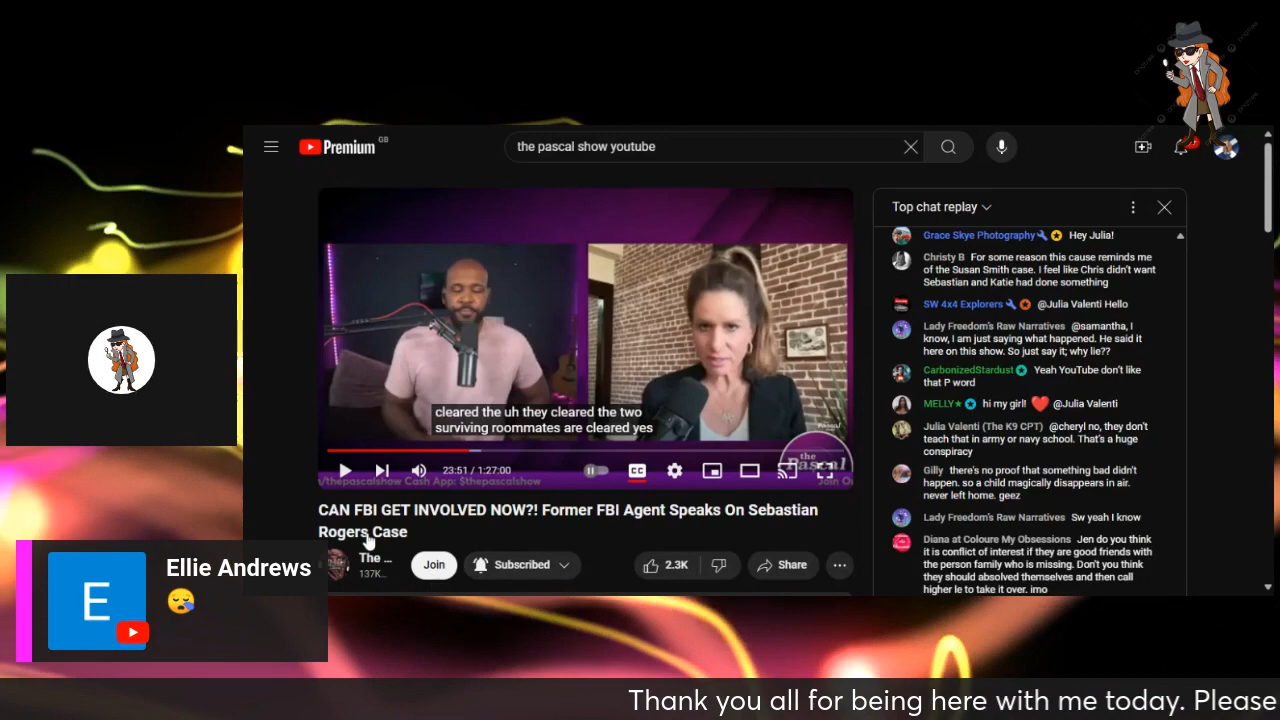 Premium GB
the pascal show youtube
Top chat replay
Grace Skye Photography Hey Julia!
Christy B For some reason this cause reminds me
of the Susan Smith case. I feel like Chris didn't want
Sebastian and Katie had done something
SW 4x4 Explorers @Julia Valenti Hello
Lady Freedom's Raw Narratives @samantha, I
know, I am just saying what happened. He said it
here on this show. So just say it; why lie??
CarbonizedStardust Yeah YouTube don't like
that P word
MELLY★ hi my girl! @Julia Valenti
Julia Valenti (The K9 CPT) @cheryl no, they don't
teach that in army or navy school. That's a huge
conspiracy
Gilly there's no proof that something bad didn't
happen. so a child magically disappears in air.
never left home. geez
Lady Freedom's Raw Narratives Sw yeah I know
Diana at Coloure My Obsessions Jen do you think
it is conflict of interest if they are good friends with
the person family who is missing. Don't you think
they should absolved themselves and then call
higher le to take it over. imo
cleared the uh they cleared the two
surviving roommates are cleared yes
the
Pascal
23:51 / 1:27:00
CC
/thepascalshow Cash App: $thepascalshow
CAN FBI GET INVOLVED NOW?! Former FBI Agent Speaks On Sebastian
Rogers Case
The ...
137K...
Join
Subscribed
2.3K
Share
E
Ellie Andrews
Thank you all for being here with me today. Please